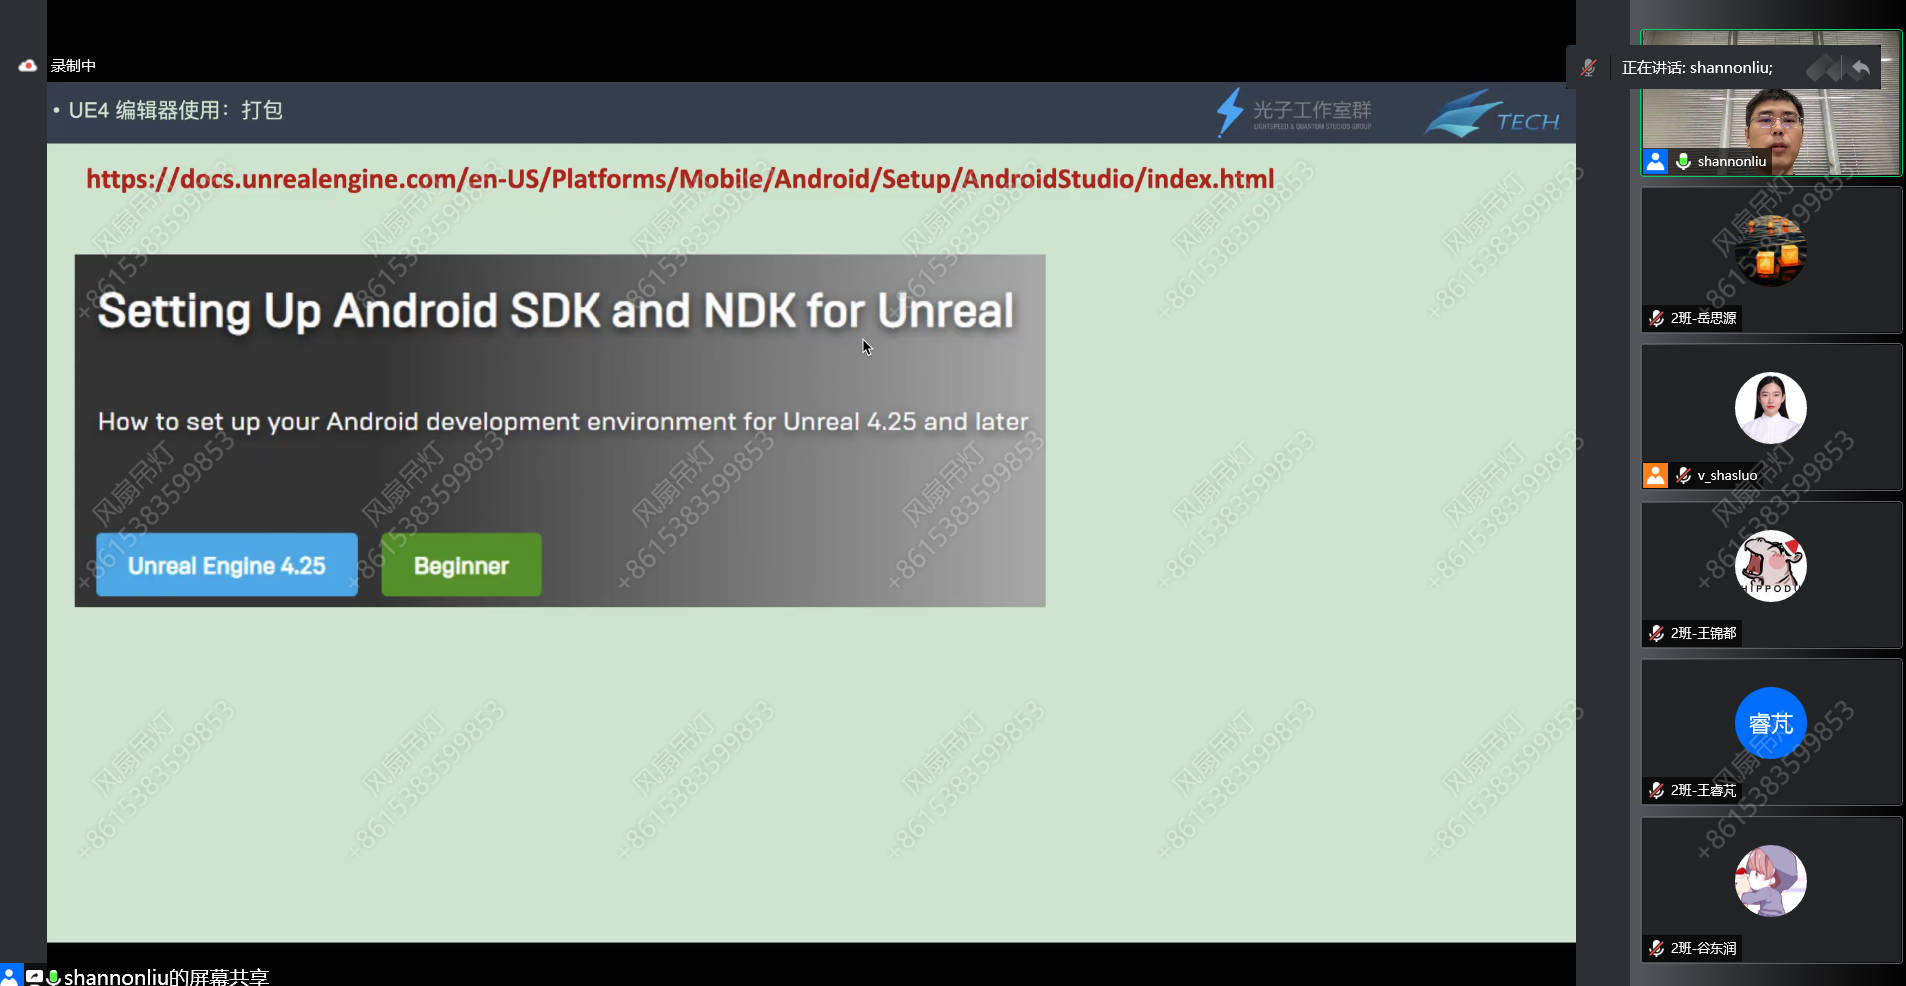 录制中
• UE4 编辑器使用：打包
光子工作室群
LIGHTSPEED & QUANTUM STUDIOS GROUP
TECH
https://docs.unrealengine.com/en-US/Platforms/Mobile/Android/Setup/AndroidStudio/index.html
Setting Up Android SDK and NDK for Unreal
How to set up your Android development environment for Unreal 4.25 and later
Unreal Engine 4.25
Beginner
风扇吊灯
+8615383599853
shannonliu的屏幕共享
正在讲话: shannonliu;
shannonliu
2班-岳思源
v_shasluo
HIPPODU
2班-王锦都
睿芃
2班-王睿芃
2班-谷东润